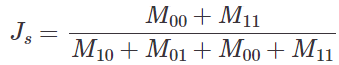 J_s = \frac{M_{00} + M_{11}}{M_{10} + M_{01} + M_{00} + M_{11}}